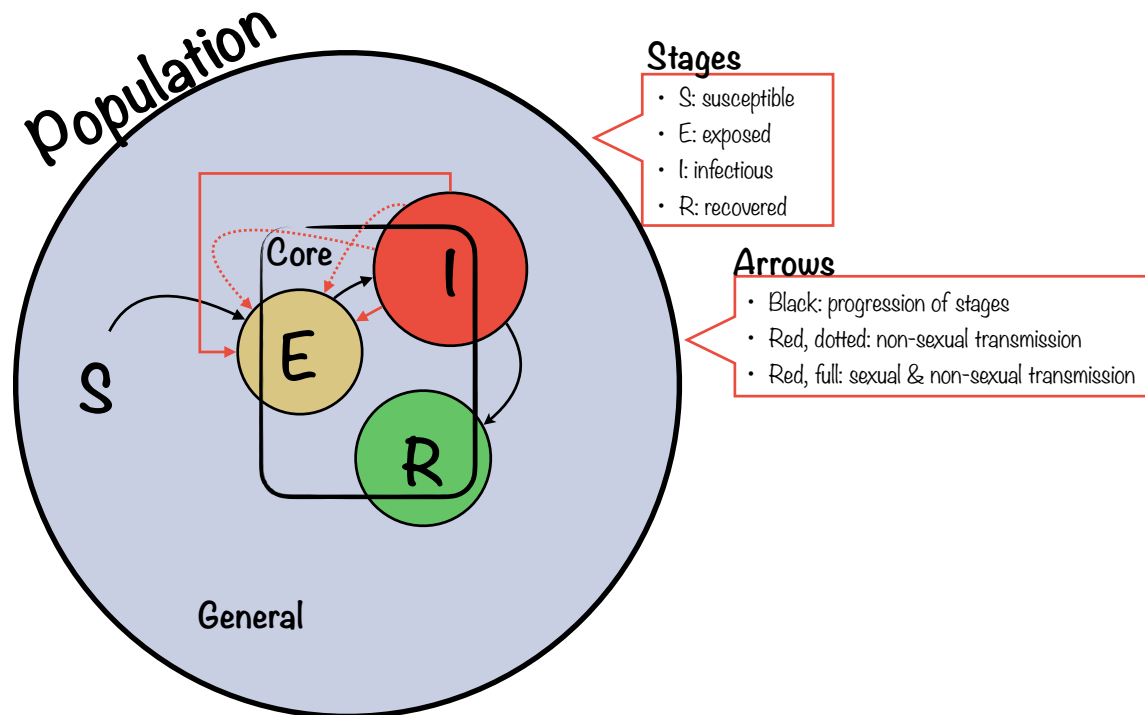 Population
Stages
• S: susceptible
• E: exposed
• I: infectious
• R: recovered
Core
I
E
S
R
General
Arrows
• Black: progression of stages
• Red, dotted: non-sexual transmission
• Red, full: sexual & non-sexual transmission